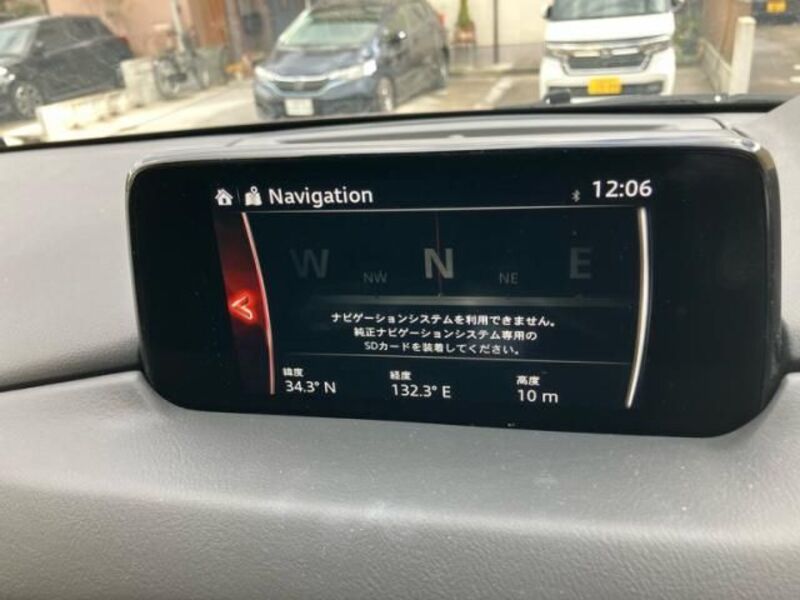 Navigation
12:06
W NW N NE E
ナビゲーションシステムを利用できません。
純正ナビゲーションシステム専用の
SDカードを装着してください。
緯度 経度 高度
34.3° N 132.3° E 10 m